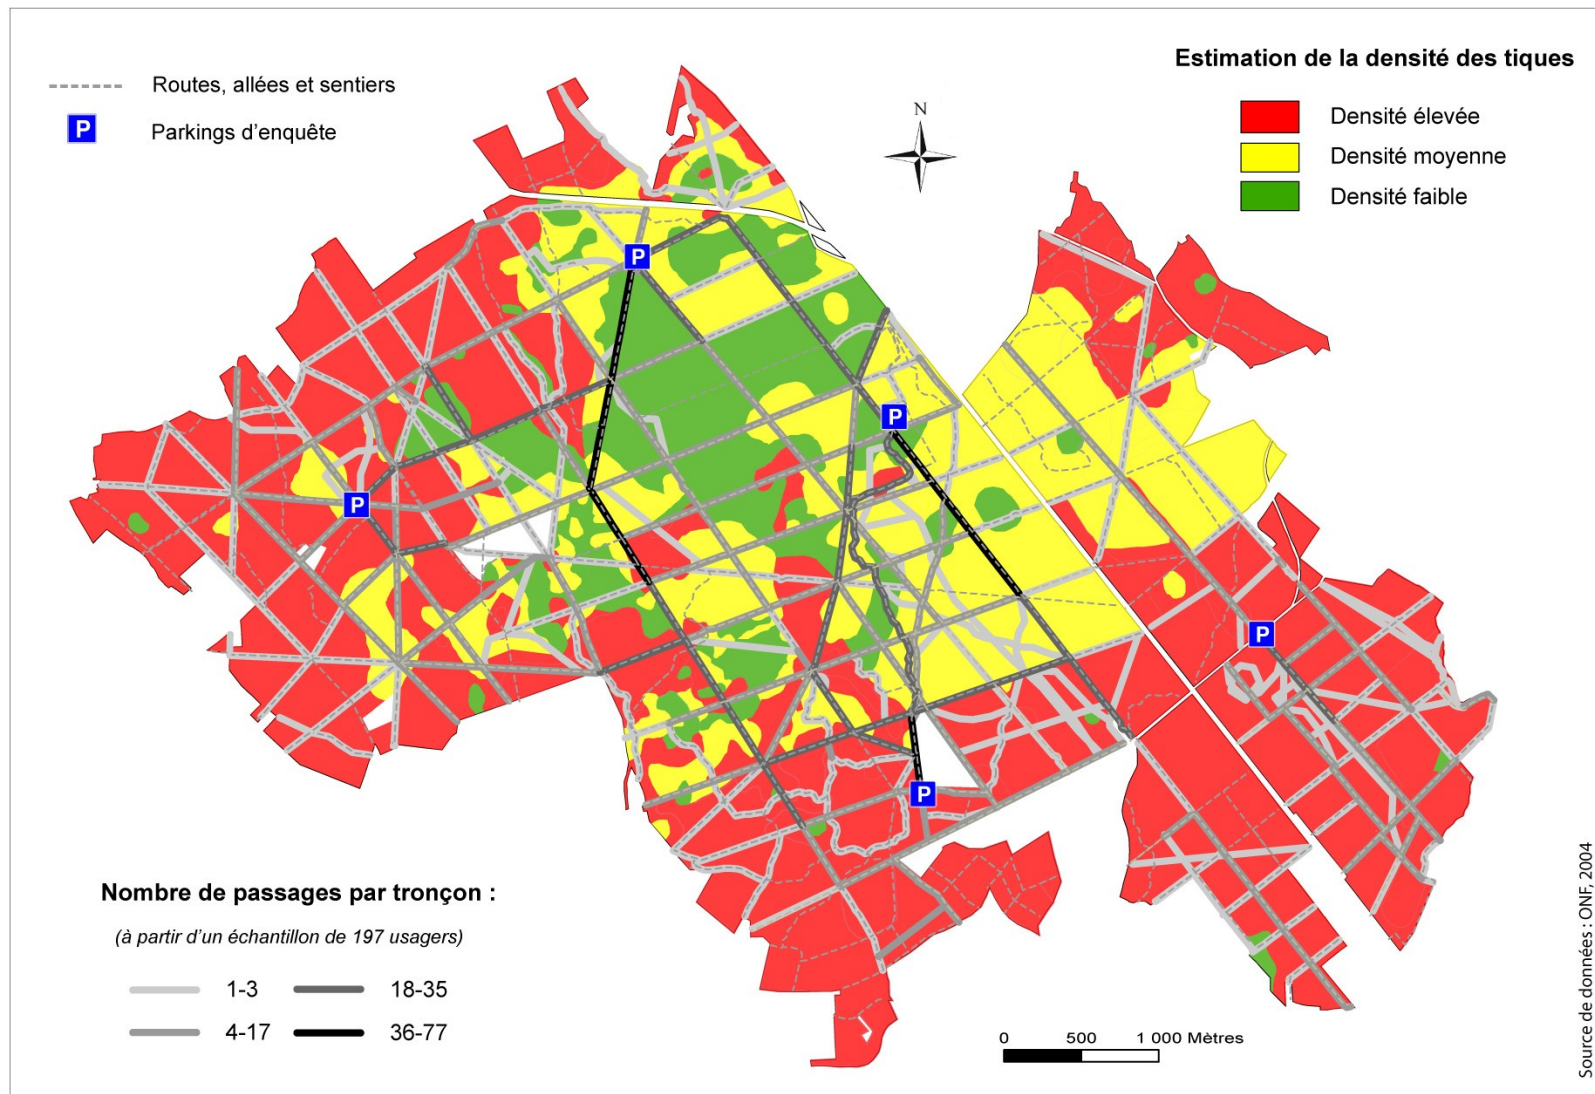 Routes, allées et sentiers
P
Parkings d'enquête
Estimation de la densité des tiques
Densité élevée
Densité moyenne
Densité faible
N
P
P
P
P
P
Nombre de passages par tronçon :
(à partir d'un échantillon de 197 usagers)
1-3
18-35
4-17
36-77
0 500 1 000 Mètres
Source de données : ONF, 2004